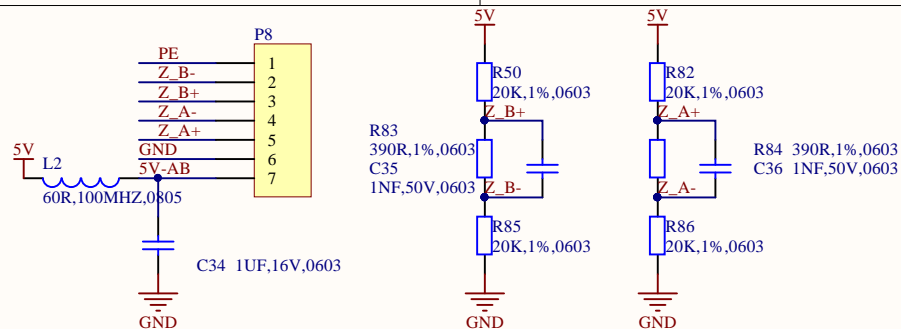 P8
PE
1
Z_B-
2
Z_B+
3
Z_A-
4
Z_A+
5
GND
6
5V-AB
7
5V
L2
60R,100MHZ,0805
C34 1UF,16V,0603
GND
5V
R50
20K,1%,0603
Z_B+
R83
390R,1%,0603
C35
1NF,50V,0603
Z_B-
R85
20K,1%,0603
GND
5V
R82
20K,1%,0603
Z_A+
R84 390R,1%,0603
C36 1NF,50V,0603
Z_A-
R86
20K,1%,0603
GND